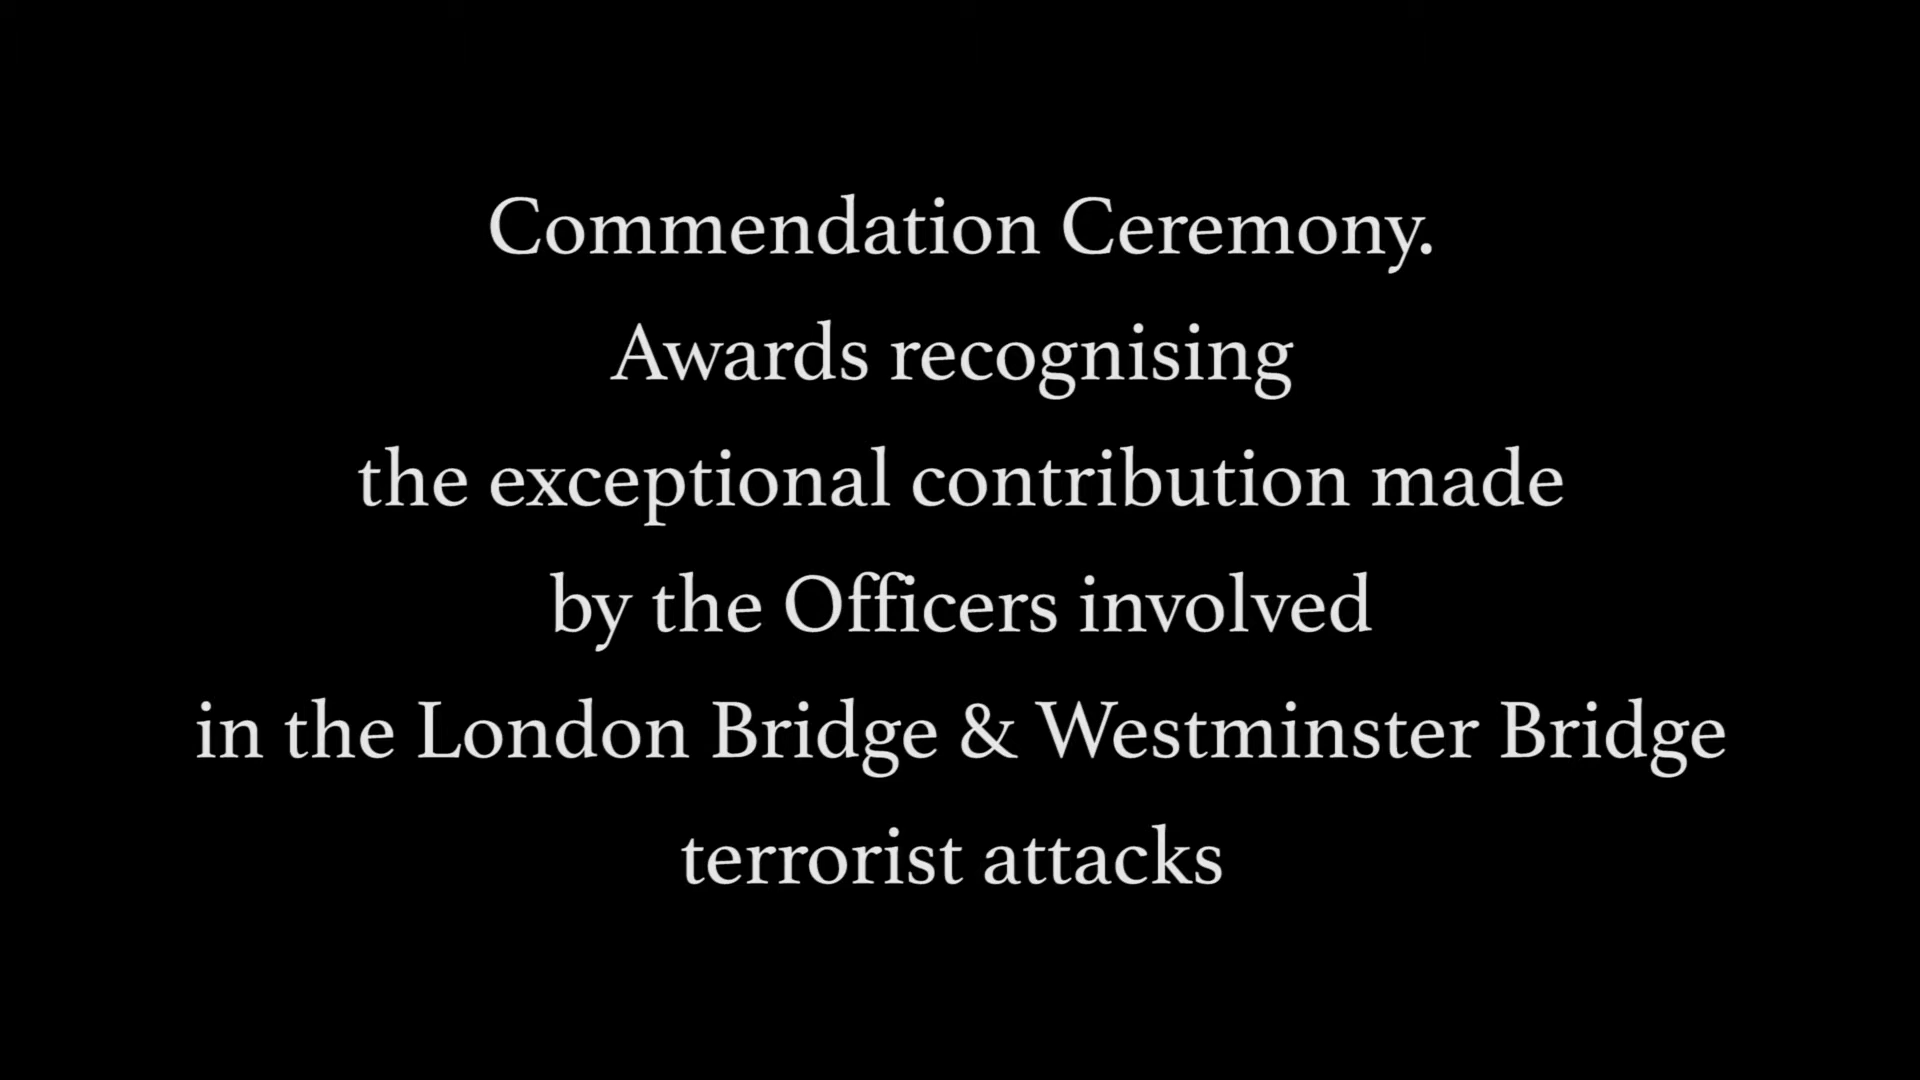 Commendation Ceremony.
Awards recognising
the exceptional contribution made
by the Officers involved
in the London Bridge & Westminster Bridge
terrorist attacks